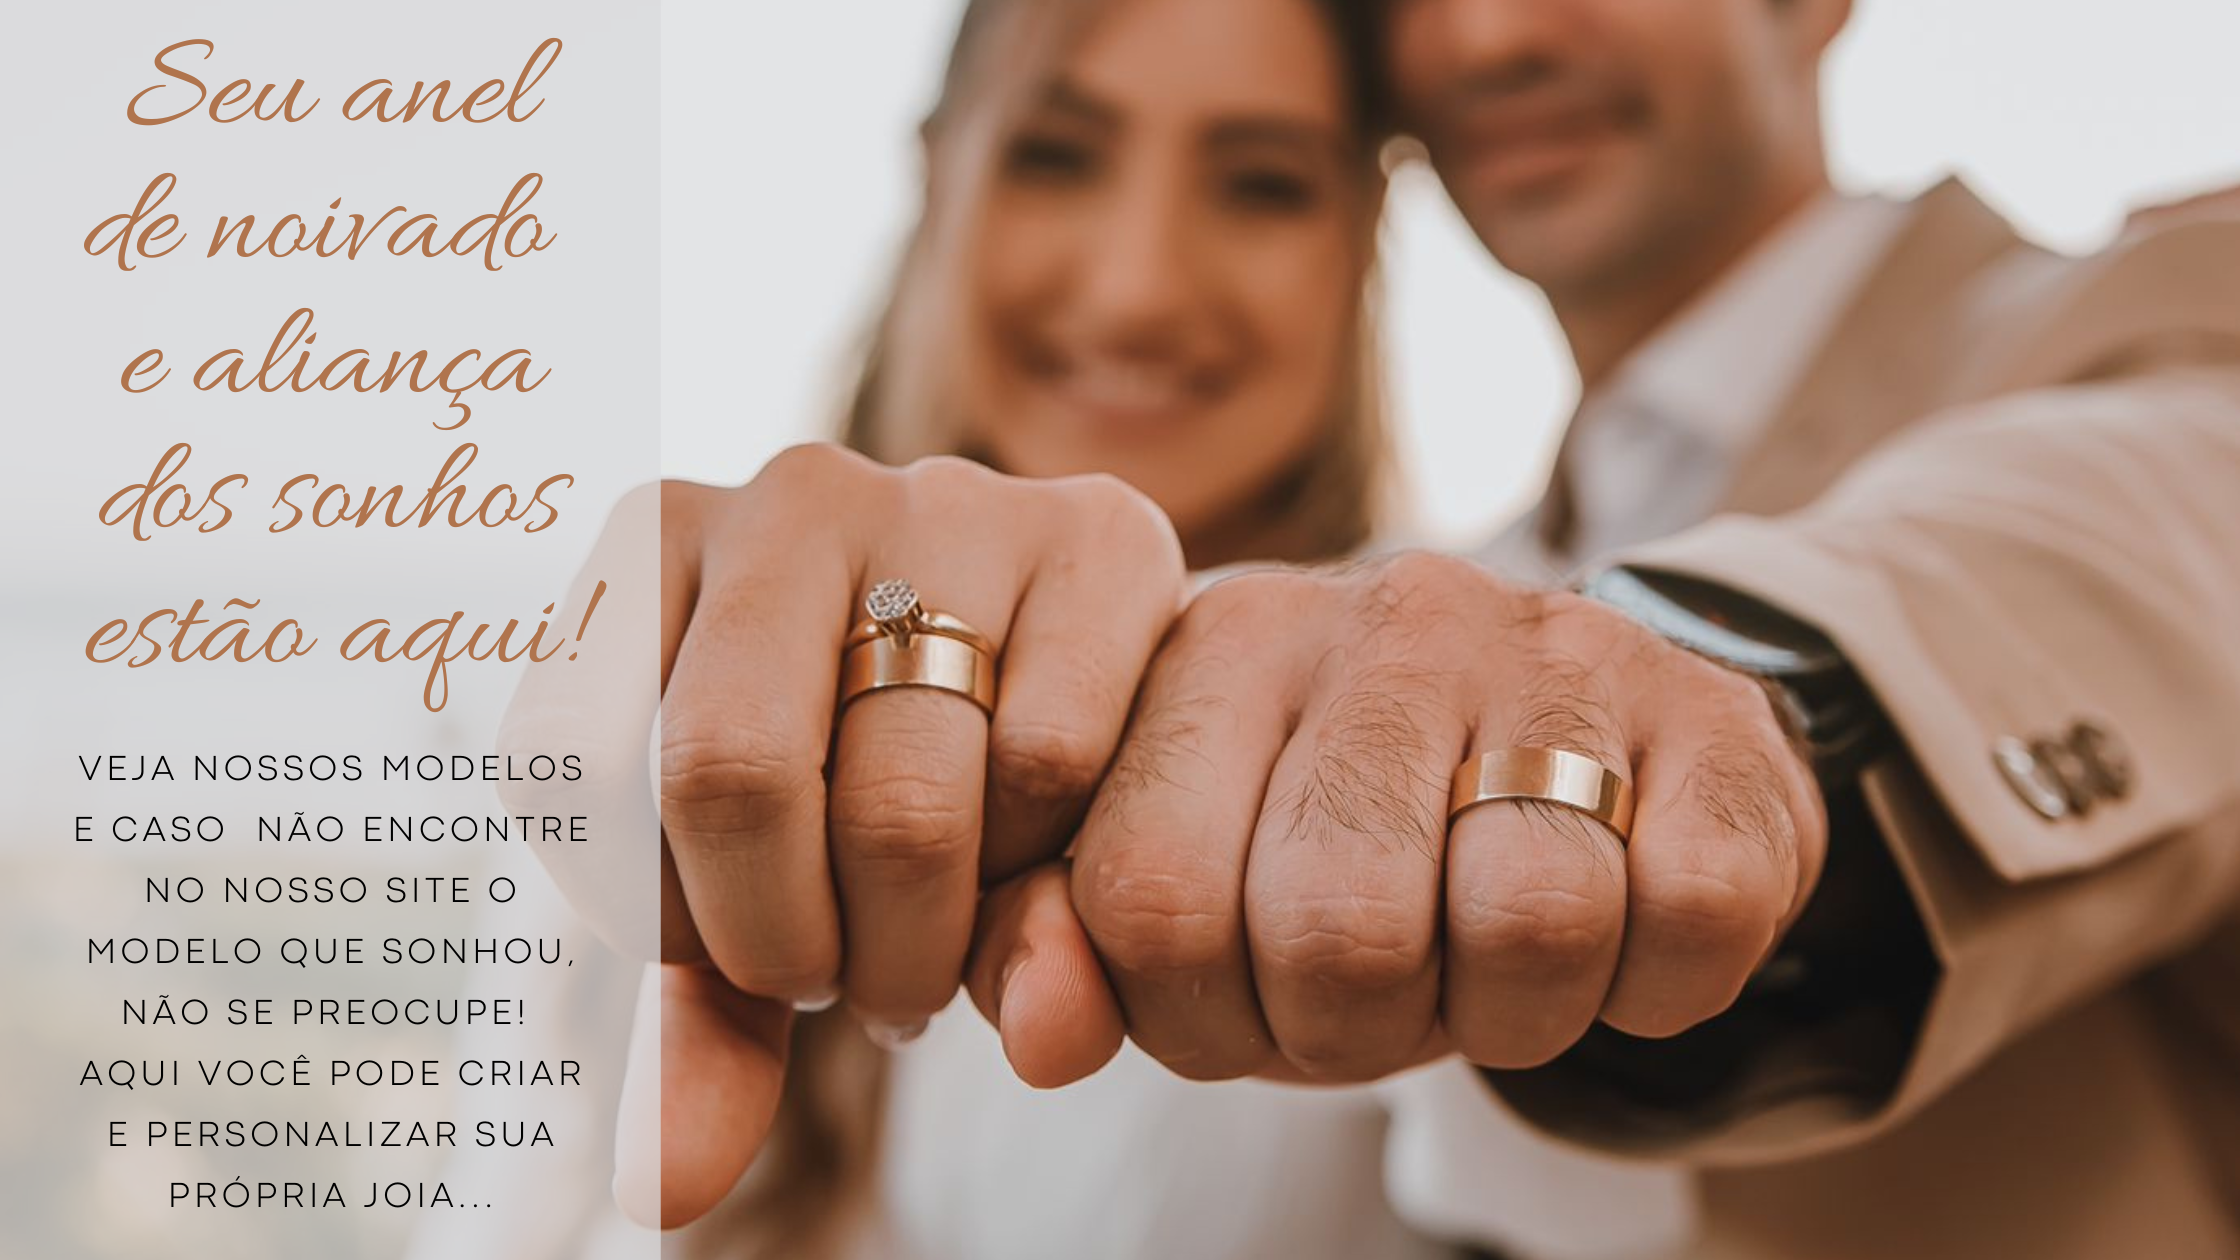 Seu anel
de noivado
e aliança
dos sonhos
estão aqui!
VEJA NOSSOS MODELOS
E CASO NÃO ENCONTRE
NO NOSSO SITE O
MODELO QUE SONHOU,
NÃO SE PREOCUPE!
AQUI VOCÊ PODE CRIAR
E PERSONALIZAR SUA
PRÓPRIA JOIA...